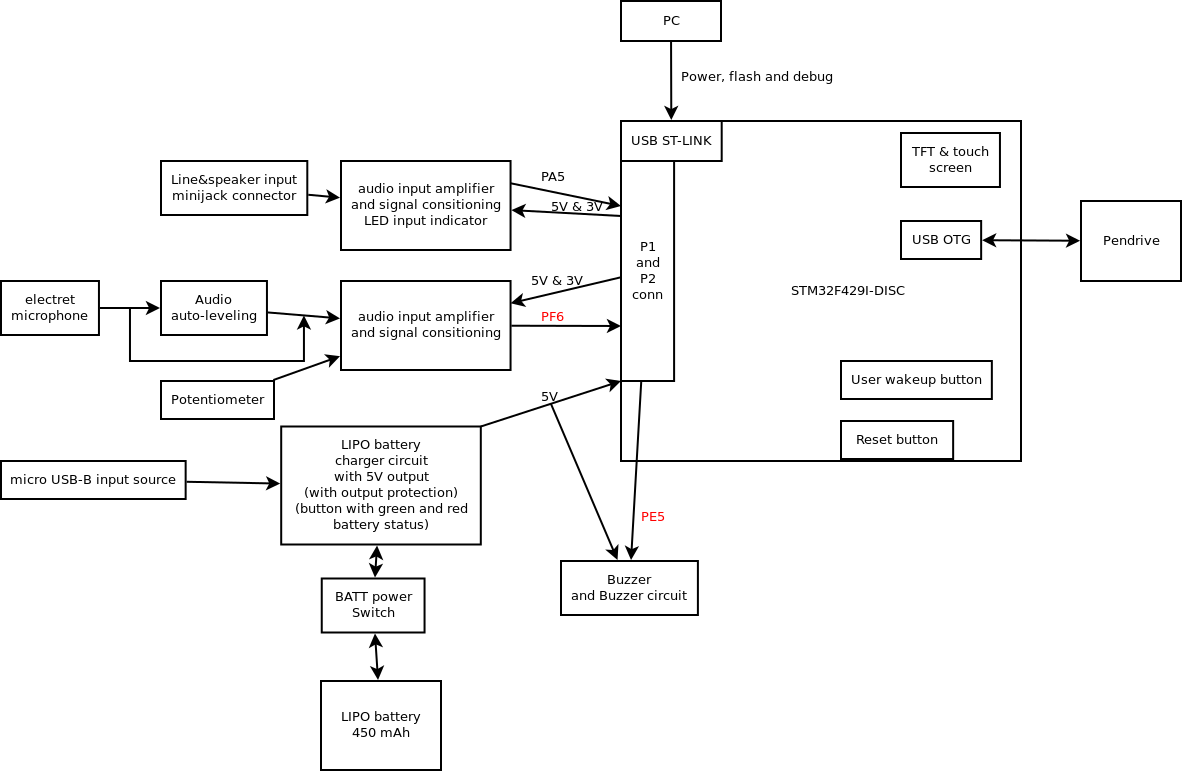 PC
Power, flash and debug
USB ST-LINK
TFT & touch
screen
Line&speaker input
minijack connector
audio input amplifier
and signal consitioning
LED input indicator
PA5
5V & 3V
P1
and
P2
conn
USB OTG
Pendrive
STM32F429I-DISC
electret
microphone
Audio
auto-leveling
audio input amplifier
and signal consitioning
5V & 3V
PF6
Potentiometer
User wakeup button
Reset button
5V
micro USB-B input source
LIPO battery
charger circuit
with 5V output
(with output protection)
(button with green and red
battery status)
PE5
Buzzer
and Buzzer circuit
BATT power
Switch
LIPO battery
450 mAh